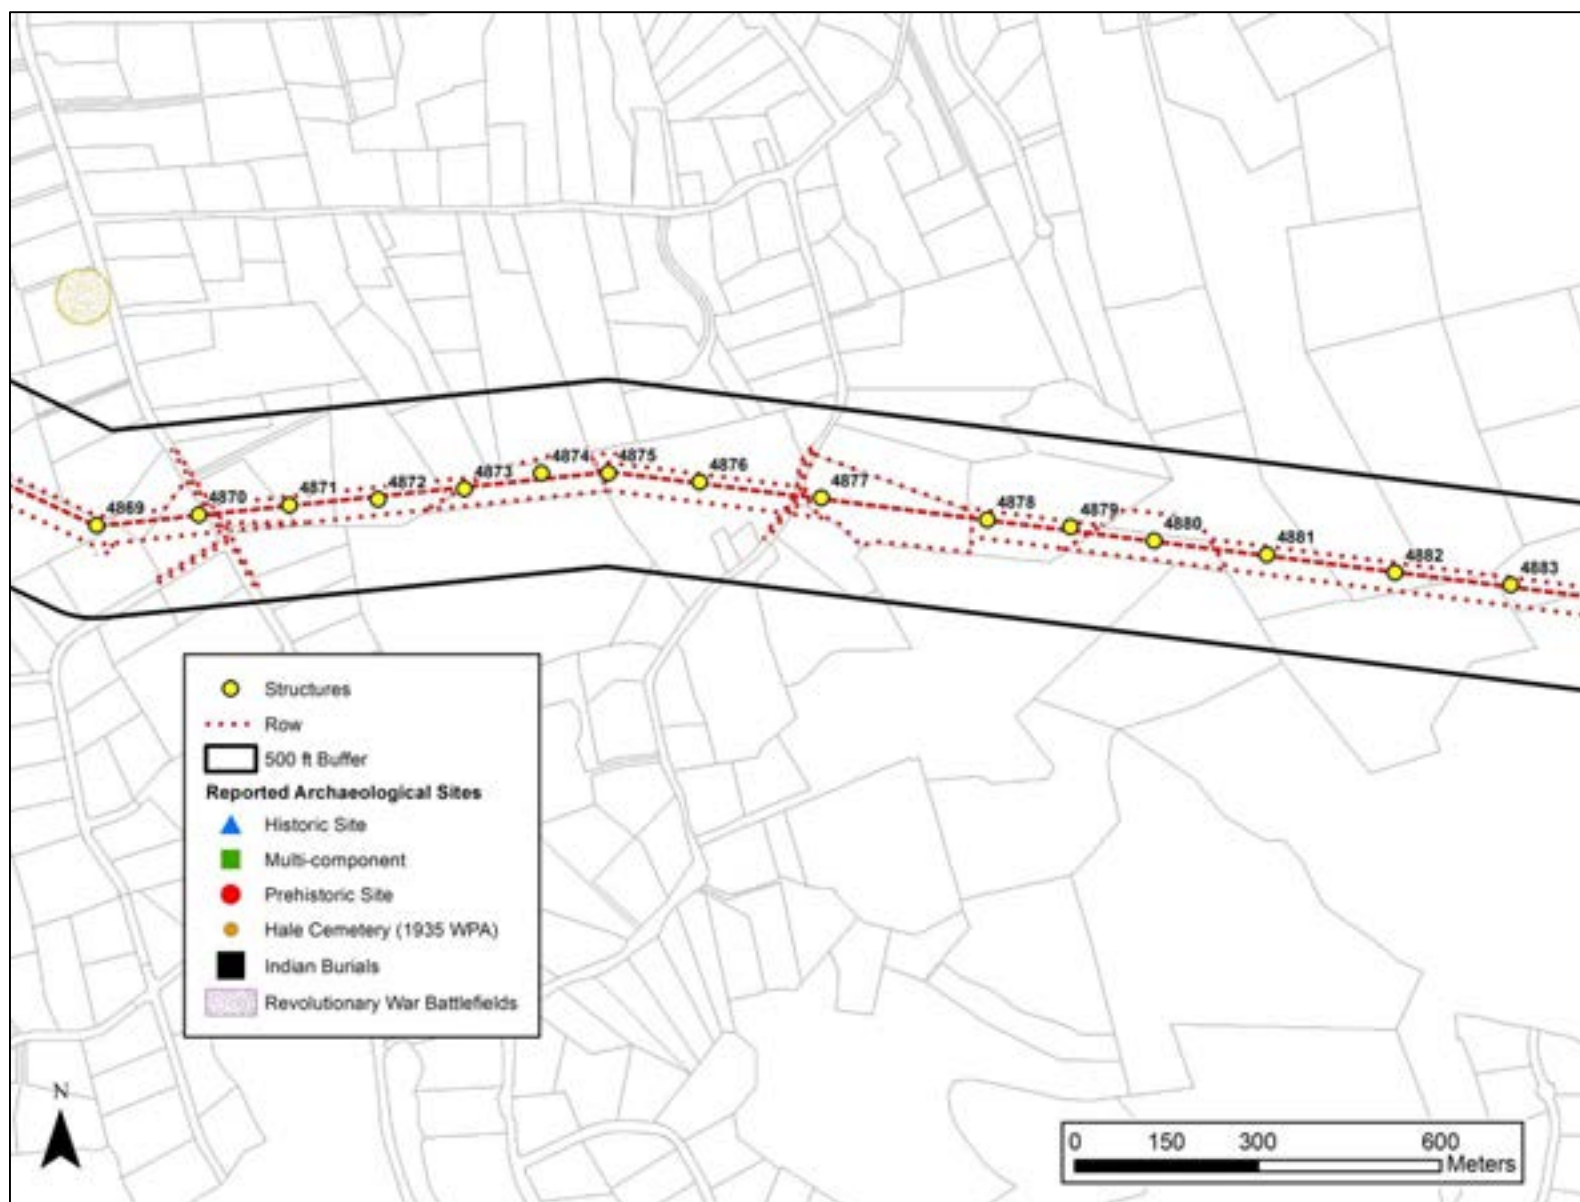 4869
4870
4871
4872
4873
4874
4875
4876
4877
4878
4879
4880
4881
4882
4883
Structures
Row
500 ft Buffer
Reported Archaeological Sites
Historic Site
Multi-component
Prehistoric Site
Hale Cemetery (1935 WPA)
Indian Burials
Revolutionary War Battlefields
N
0 150 300 600
Meters